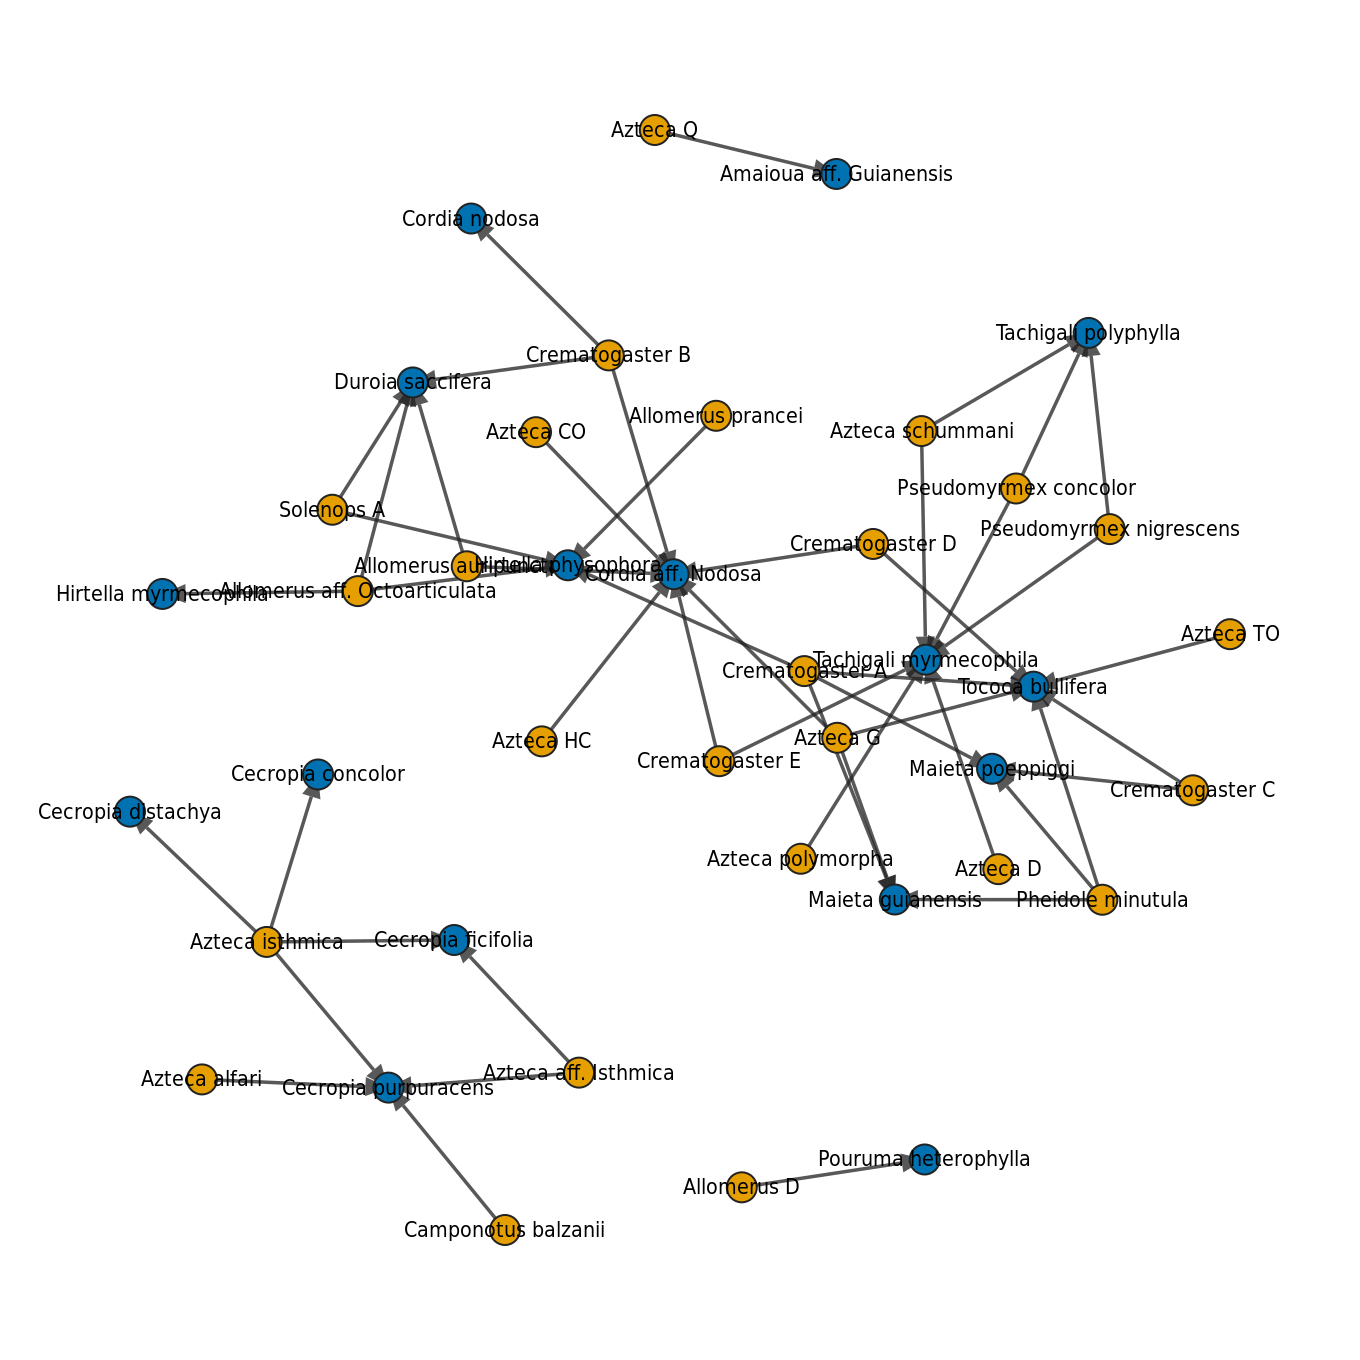 Azteca Q
Amaioua aff. Guianensis
Cordia nodosa
Tachigali polyphylla
Crematogaster B
Duroia saccifera
Allomerus prancei
Azteca CO
Azteca schummani
Pseudomyrmex concolor
Solenops A
Pseudomyrmex nigrescens
Crematogaster D
Allomerus auripunctata
Hirtella physophora
Cordia aff. Nodosa
Hirtella myrmecophila
Allomerus aff. Octoarticulata
Azteca TO
Tachigali myrmecophila
Crematogaster A
Tococa bullifera
Azteca G
Azteca HC
Crematogaster E
Maieta poeppiggi
Cecropia concolor
Crematogaster C
Cecropia distachya
Azteca polymorpha
Azteca D
Maieta guianensis
Pheidole minutula
Azteca isthmica
Cecropia ficifolia
Azteca aff. Isthmica
Azteca alfari
Cecropia purpuracens
Pouruma heterophylla
Allomerus D
Camponotus balzanii